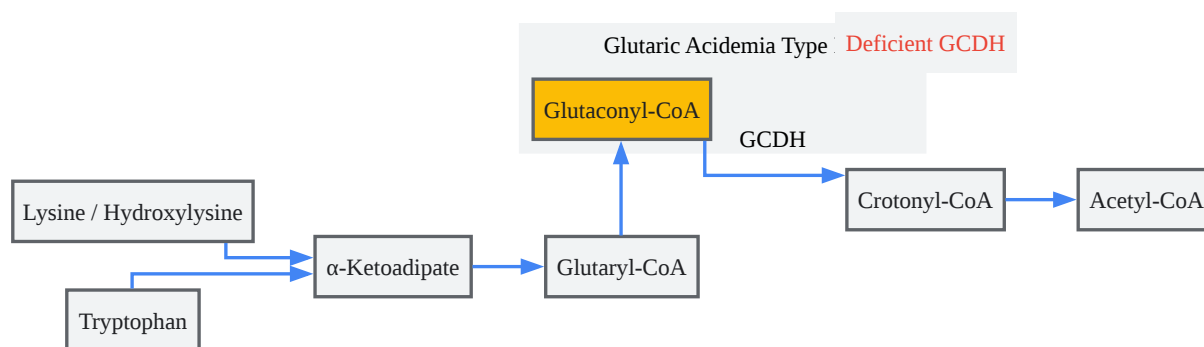 Glutaric Acidemia Type
Deficient GCDH
Glutaconyl-CoA
GCDH
Lysine / Hydroxylysine
Crotonyl-CoA
Acetyl-CoA
α-Ketoadipate
Glutaryl-CoA
Tryptophan